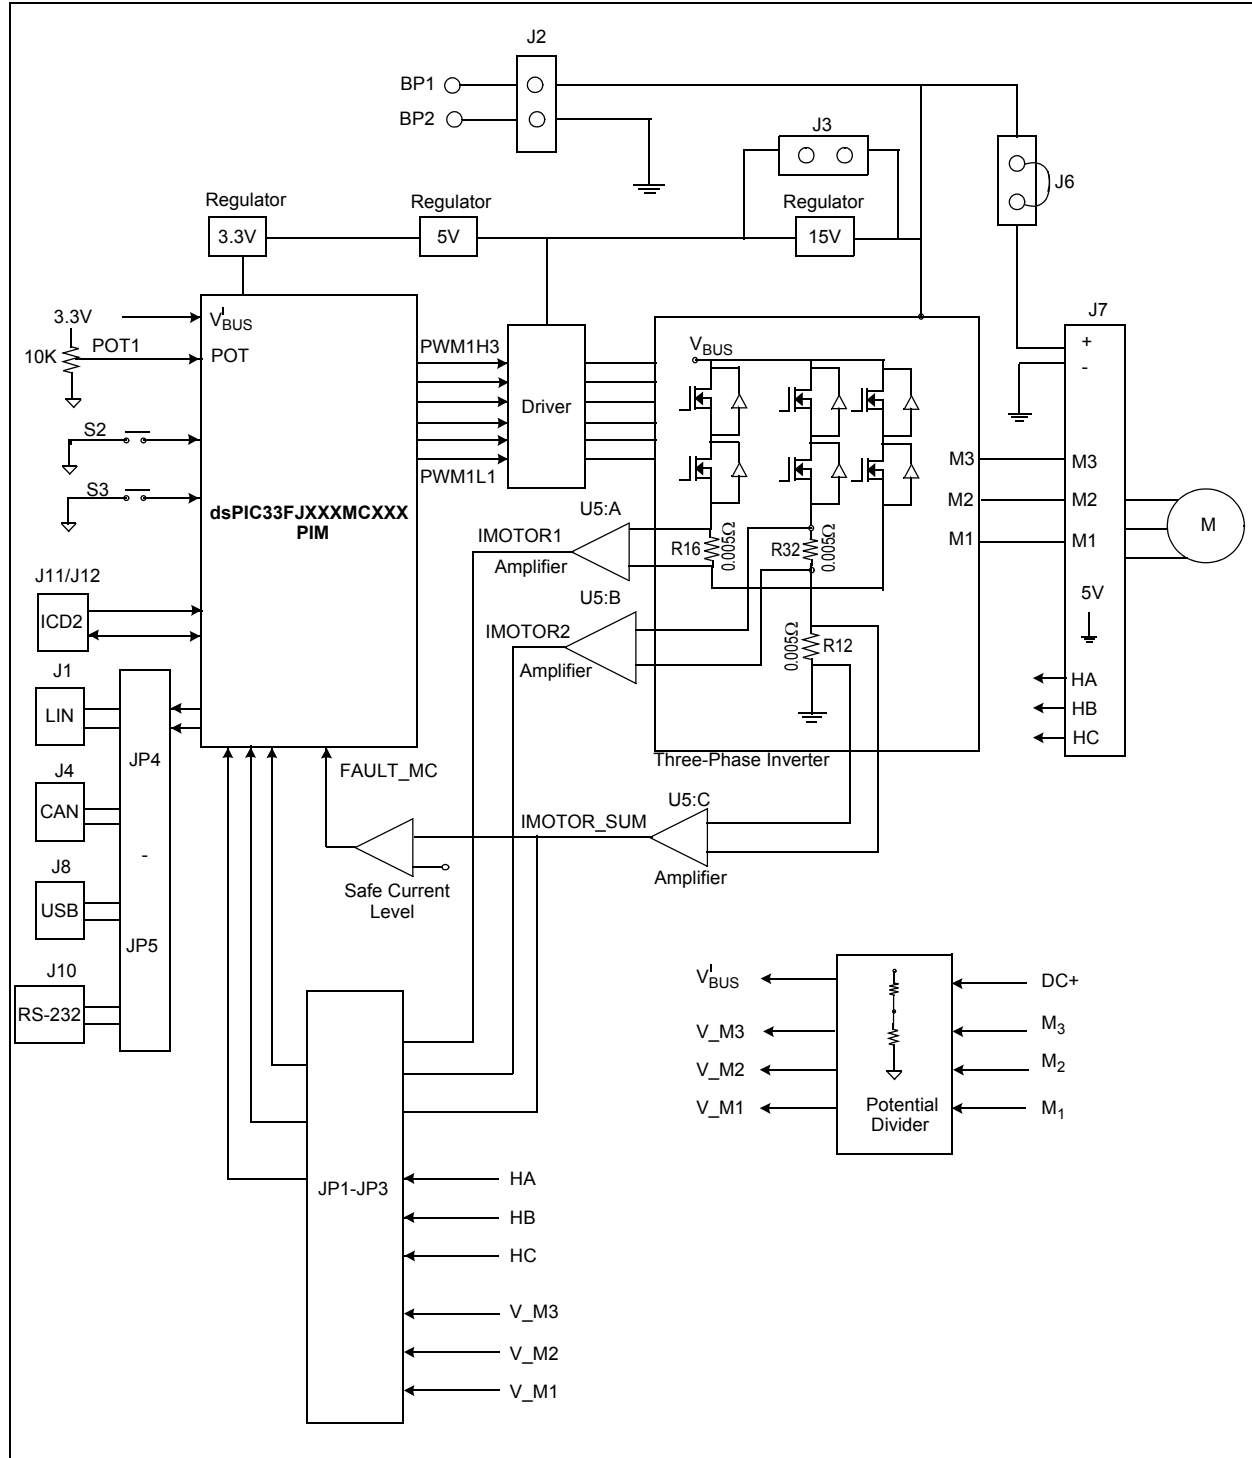 J2
BP1
BP2
J3
J6
Regulator
3.3V
Regulator
5V
Regulator
15V
3.3V
10K
POT1
V'BUS
POT
S2
S3
dsPIC33FJXXXMCXXX
PIM
PWM1H3
PWM1L1
Driver
VBUS
M3
M2
M1
J7
+
-
M3
M2
M1
5V
HA
HB
HC
M
U5:A
IMOTOR1
Amplifier
R16
0.005Ω
R32
0.005Ω
U5:B
IMOTOR2
Amplifier
0.005Ω
R12
Three-Phase Inverter
J11/J12
ICD2
J1
LIN
J4
CAN
J8
USB
J10
RS-232
JP4
-
JP5
FAULT_MC
IMOTOR_SUM
U5:C
Amplifier
Safe Current
Level
JP1-JP3
HA
HB
HC
V_M3
V_M2
V_M1
V'BUS
V_M3
V_M2
V_M1
Potential
Divider
DC+
M3
M2
M1